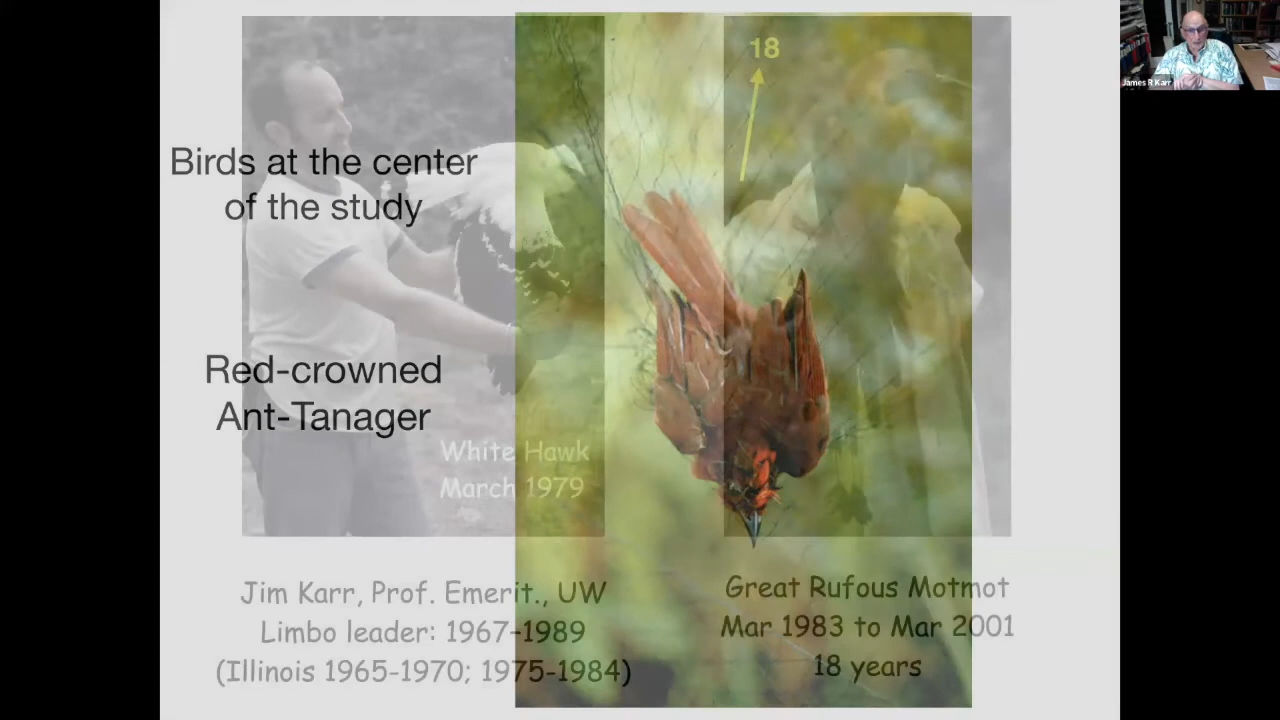 18
Birds at the center
of the study
Red-crowned
Ant-Tanager
White Hawk
March 1979
Jim Karr, Prof. Emerit., UW
Limbo leader: 1967-1989
(Illinois 1965-1970; 1975-1984)
Great Rufous Motmot
Mar 1983 to Mar 2001
18 years
James R Karr